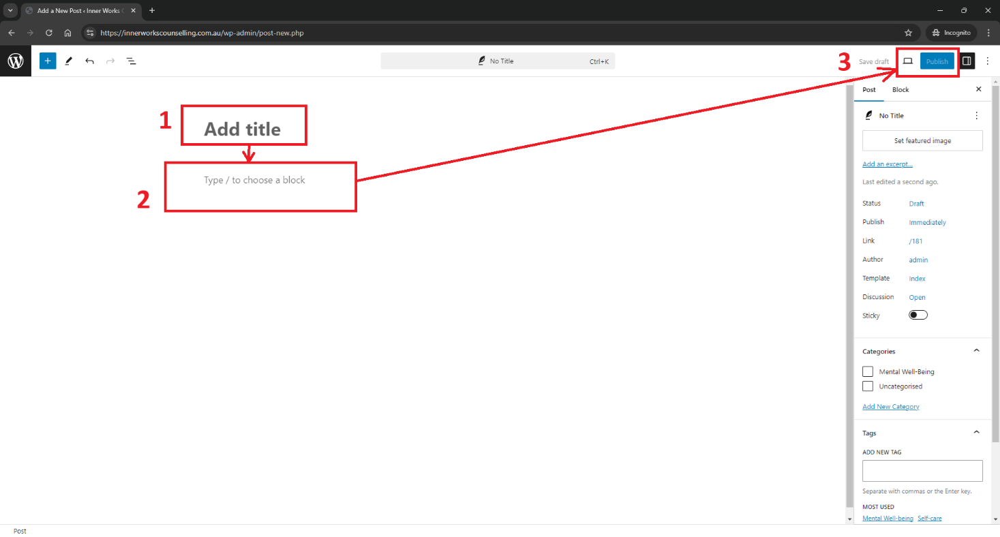 Add a New Post ‹ Inner Works C
https://innerworkscounselling.com.au/wp-admin/post-new.php
Incognito
No Title
Ctrl+K
3
Save draft
Publish
1
Add title
2
Type / to choose a block
Post
Block
No Title
Set featured image
Add an excerpt...
Last edited a second ago.
Status Draft
Publish Immediately
Link /181
Author admin
Template Index
Discussion Open
Sticky
Categories
Mental Well-Being
Uncategorised
Add New Category
Tags
ADD NEW TAG
Separate with commas or the Enter key.
MOST USED
Mental Well-being Self-care
Post